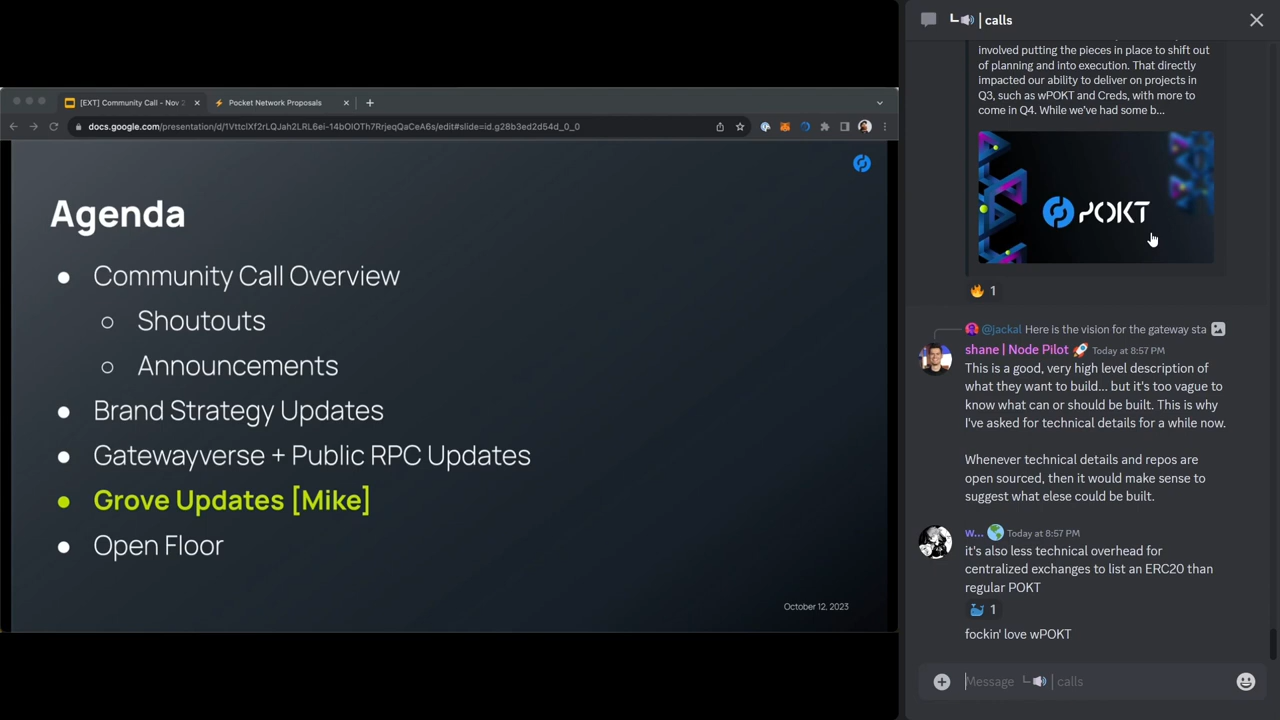 [EXT] Community Call - Nov 2
Pocket Network Proposals
docs.google.com/presentation/d/1VttclXf2rLQJah2LRL6ei-14bOIOTh7RrjeqQaCeA6s/edit#slide=id.g28b3ed2d54d_0_0
Agenda
Community Call Overview
Shoutouts
Announcements
Brand Strategy Updates
Gatewayverse + Public RPC Updates
Grove Updates [Mike]
Open Floor
October 12, 2023
calls
involved putting the pieces in place to shift out
of planning and into execution. That directly
impacted our ability to deliver on projects in
Q3, such as wPOKT and Creds, with more to
come in Q4. While we've had some b...
POKT
1
@jackal Here is the vision for the gateway sta
shane | Node Pilot Today at 8:57 PM
This is a good, very high level description of
what they want to build... but it's too vague to
know what can or should be built. This is why
I've asked for technical details for a while now.
Whenever technical details and repos are
open sourced, then it would make sense to
suggest what elese could be built.
w... Today at 8:57 PM
it's also less technical overhead for
centralized exchanges to list an ERC20 than
regular POKT
1
fockin' love wPOKT
Message calls